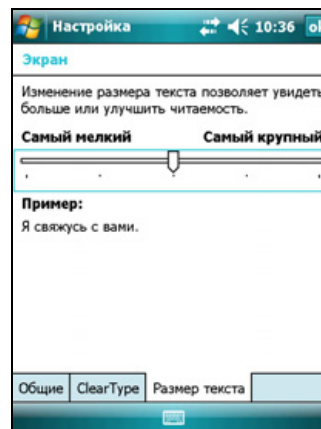 Настройка 10:36 ok
Экран
Изменение размера текста позволяет увидеть
больше или улучшить читаемость.
Самый мелкий Самый крупный
Пример:
Я свяжусь с вами.
Общие ClearType Размер текста